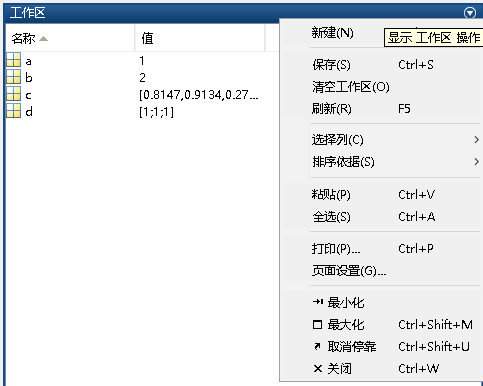 工作区
名称 值
a 1
b 2
c [0.8147,0.9134,0.27...
d [1;1;1]
新建(N)
显示 工作区 操作
保存(S) Ctrl+S
清空工作区(O)
刷新(R) F5
选择列(C)
排序依据(S)
粘贴(P) Ctrl+V
全选(S) Ctrl+A
打印(P)... Ctrl+P
页面设置(G)...
最小化
最大化 Ctrl+Shift+M
取消停靠 Ctrl+Shift+U
关闭 Ctrl+W